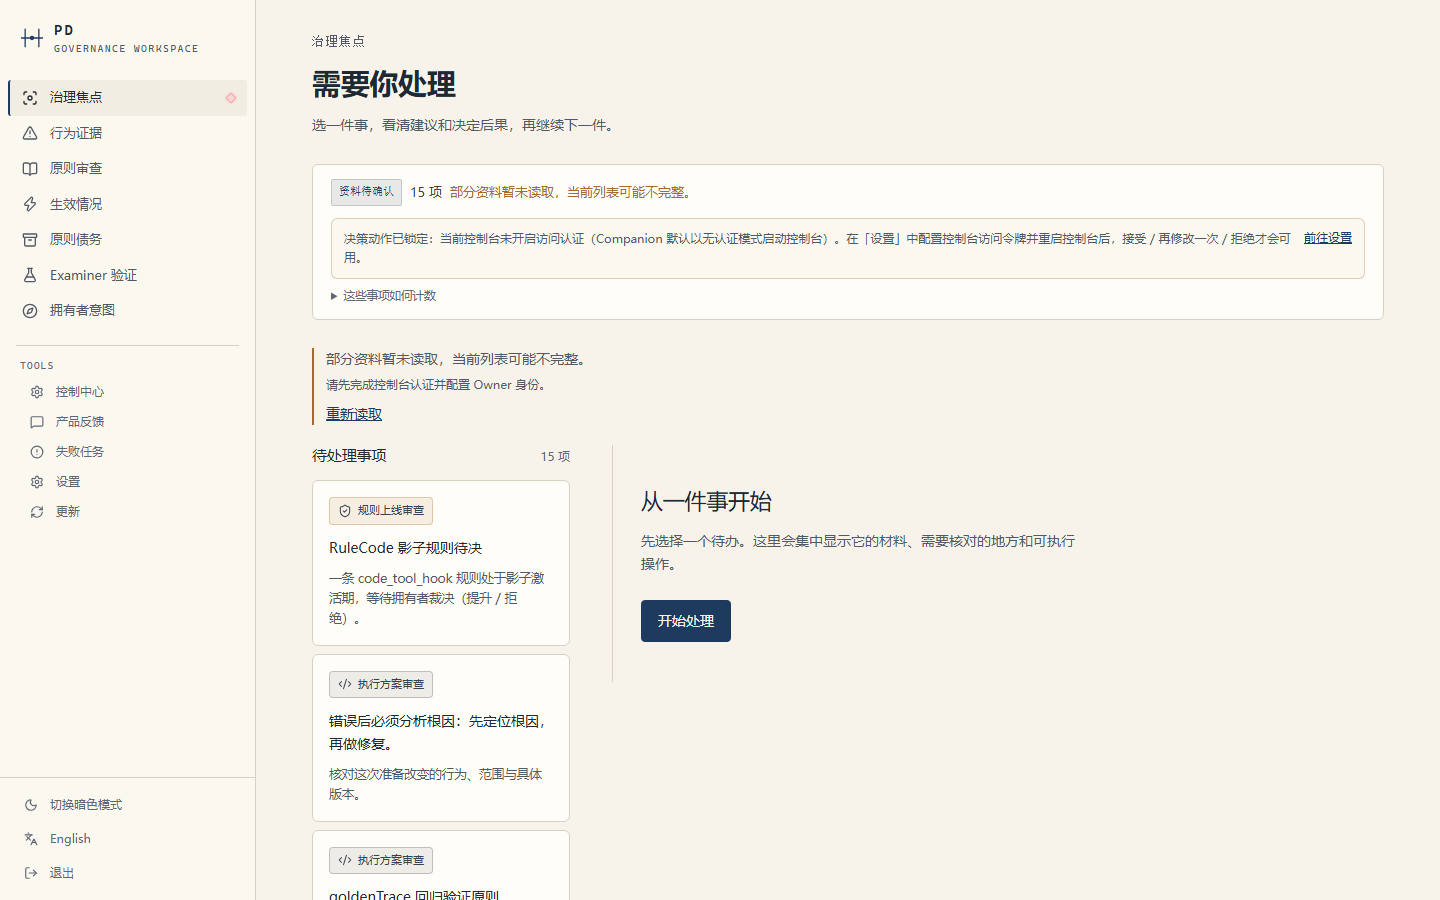 PD
GOVERNANCE WORKSPACE
治理焦点
行为证据
原则审查
生效情况
原则债务
Examiner 验证
拥有者意图
TOOLS
控制中心
产品反馈
失败任务
设置
更新
切换暗色模式
English
退出
治理焦点
需要你处理
选一件事，看清建议和决定后果，再继续下一件。
资料待确认 15 项 部分资料暂未读取，当前列表可能不完整。
决策动作已锁定：当前控制台未开启访问认证（Companion 默认以无认证模式启动控制台）。在「设置」中配置控制台访问令牌并重启控制台后，接受 / 再修改一次 / 拒绝才会可 前往设置
用。
这些事项如何计数
部分资料暂未读取，当前列表可能不完整。
请先完成控制台认证并配置 Owner 身份。
重新读取
待处理事项 15 项
规则上线审查
RuleCode 影子规则待决
一条 code_tool_hook 规则处于影子激
活期，等待拥有者裁决（提升 / 拒
绝）。
执行方案审查
错误后必须分析根因：先定位根因，
再做修复。
核对这次准备改变的行为、范围与具体
版本。
执行方案审查
goldenTrace 回归验证原则
从一件事开始
先选择一个待办。这里会集中显示它的材料、需要核对的地方和可执行
操作。
开始处理